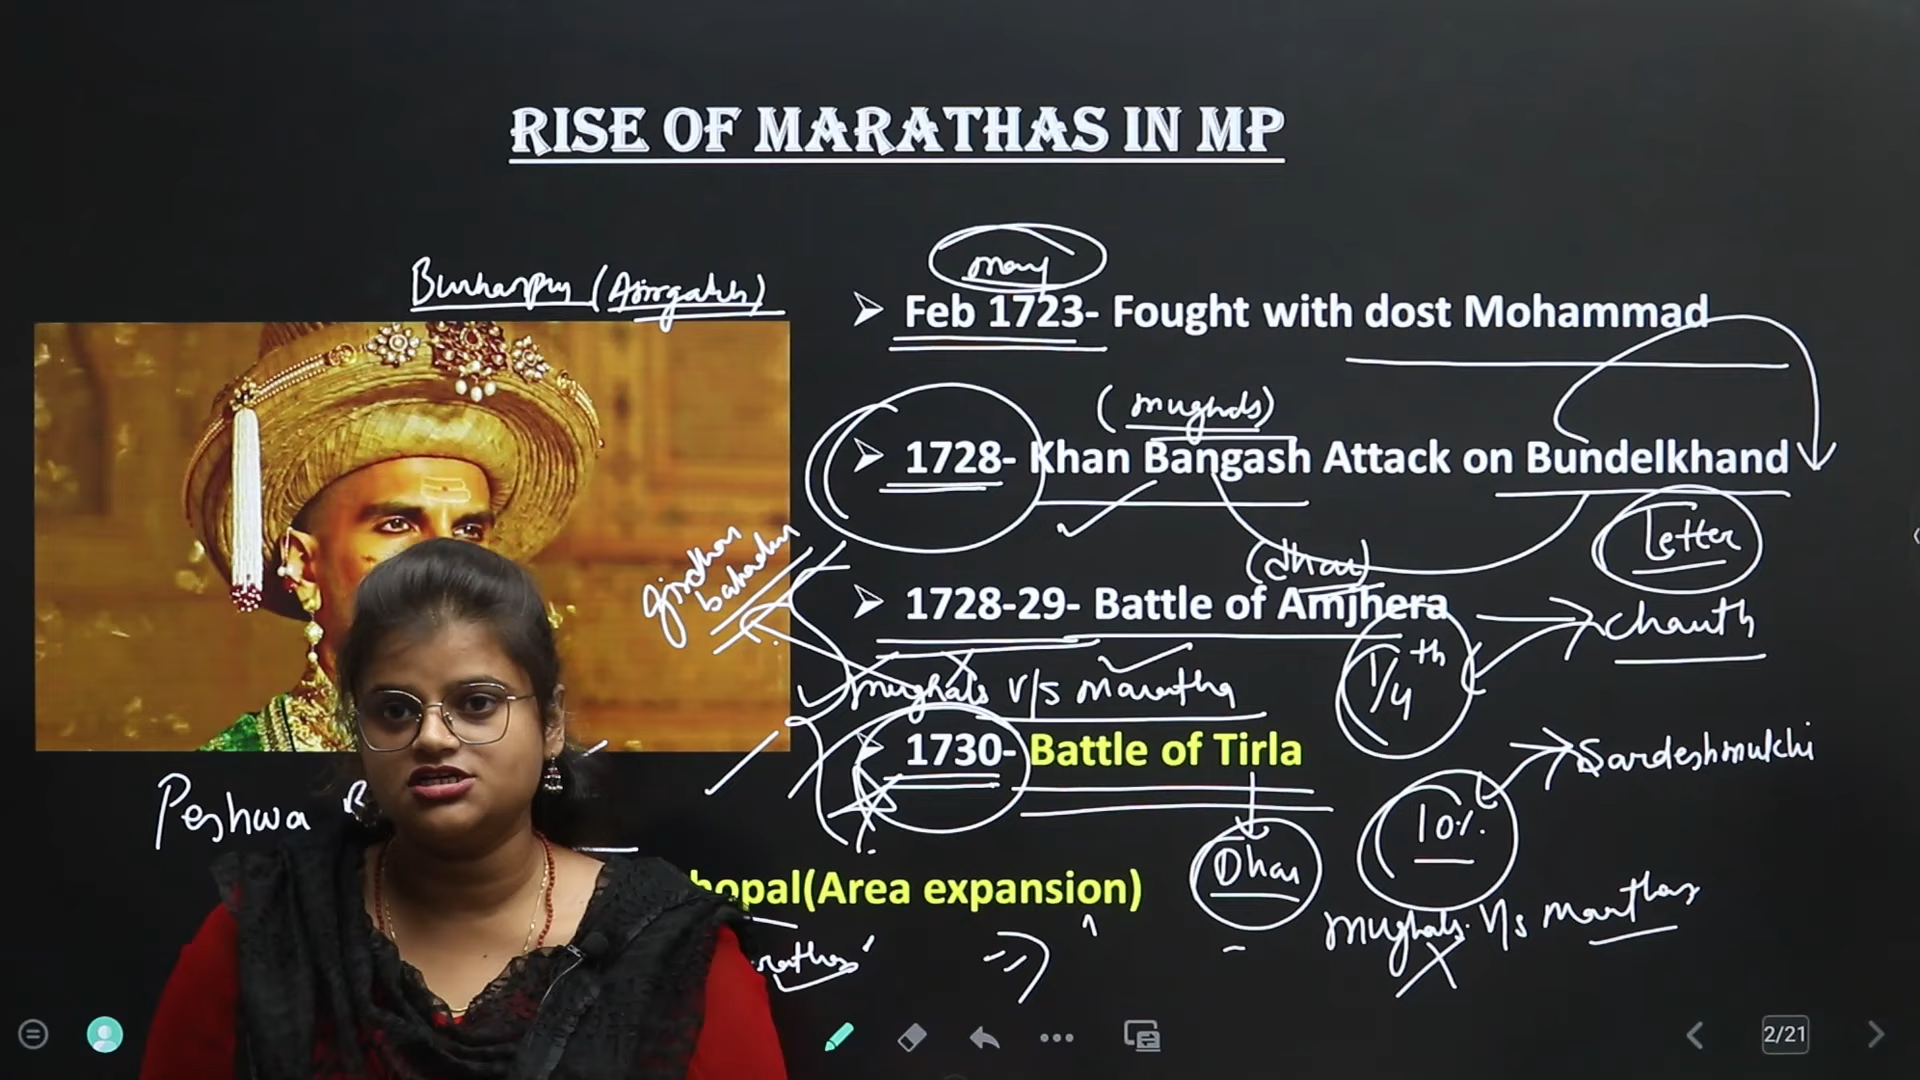 RISE OF MARATHAS IN MP
may
Burhanpur (Asirgarh)
➢ Feb 1723- Fought with dost Mohammad
(mughals)
➢ 1728- Khan Bangash Attack on Bundelkhand
Letter
girdhar bahadur
(dhar)
➢ 1728-29- Battle of Amjhera
chauth
1/4th
mughals v/s maratha
➢ 1730- Battle of Tirla
Sardeshmukhi
Peshwa B
10%
Dhar
hopal(Area expansion)
mughals v/s marathas
rathas
2/21